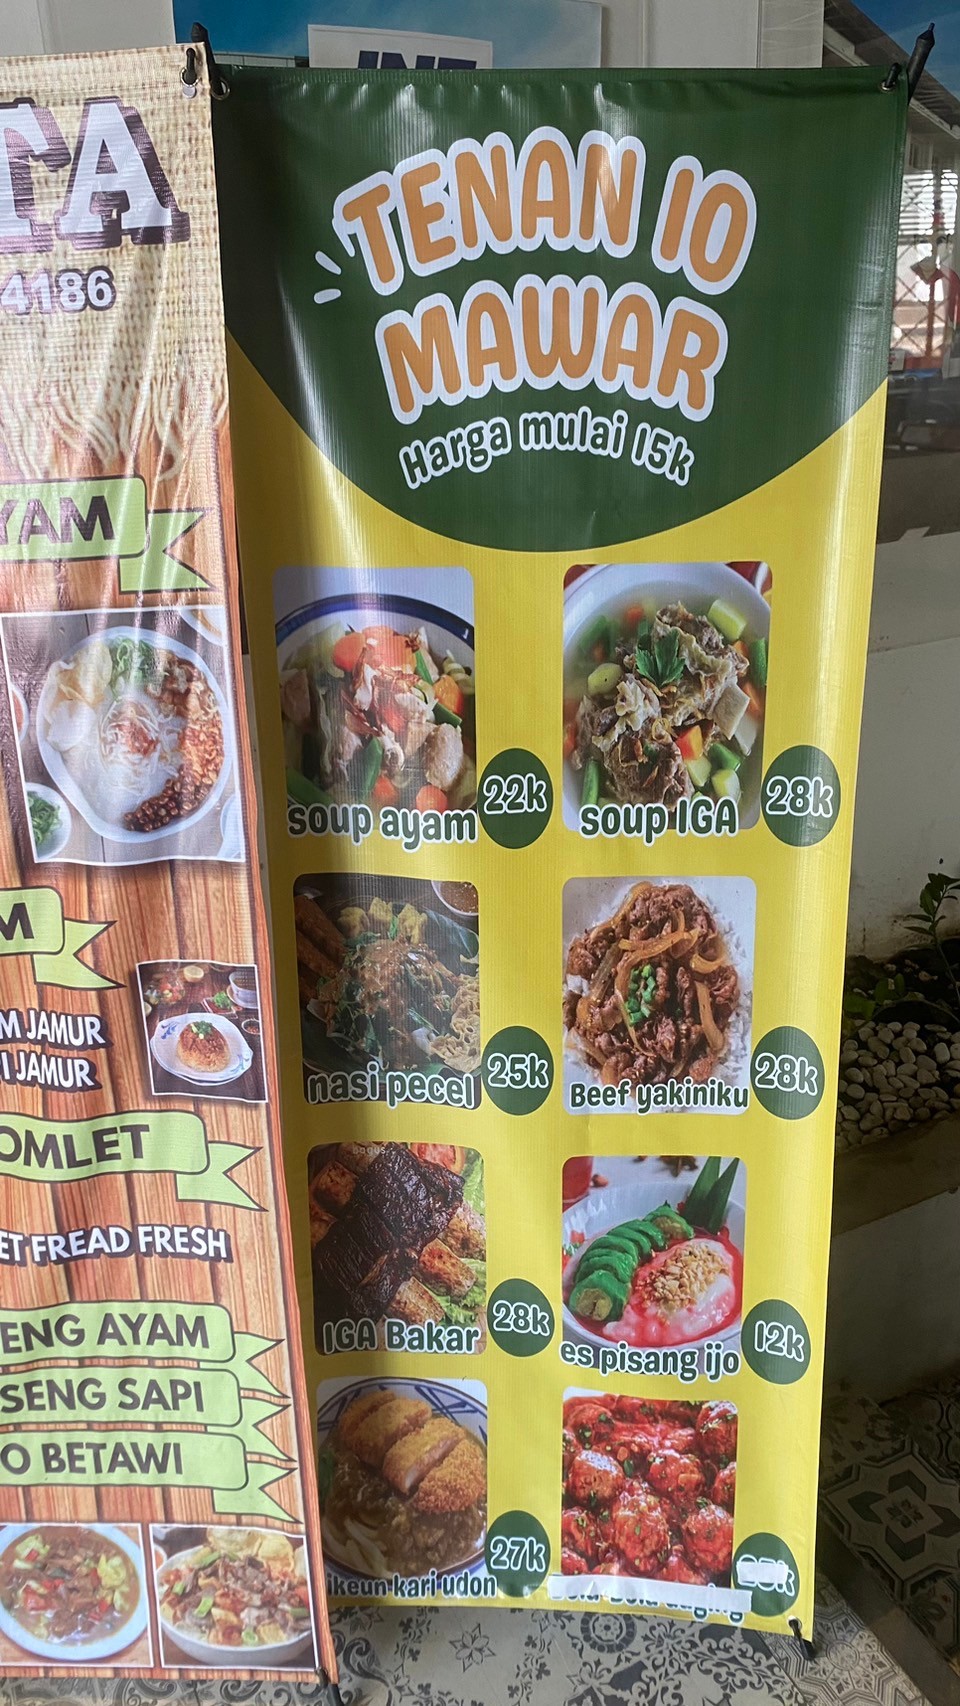 TA
4186
YAM
M
M JAMUR
I JAMUR
OMLET
ET FREAD FRESH
ENG AYAM
SENG SAPI
O BETAWI
TENAN 10
MAWAR
Harga mulai 15k
soup ayam 22k
soup IGA 28k
nasi pecel 25k
Beef yakiniku 28k
IGA Bakar 28k
es pisang ijo 12k
ikeun kari udon 27k